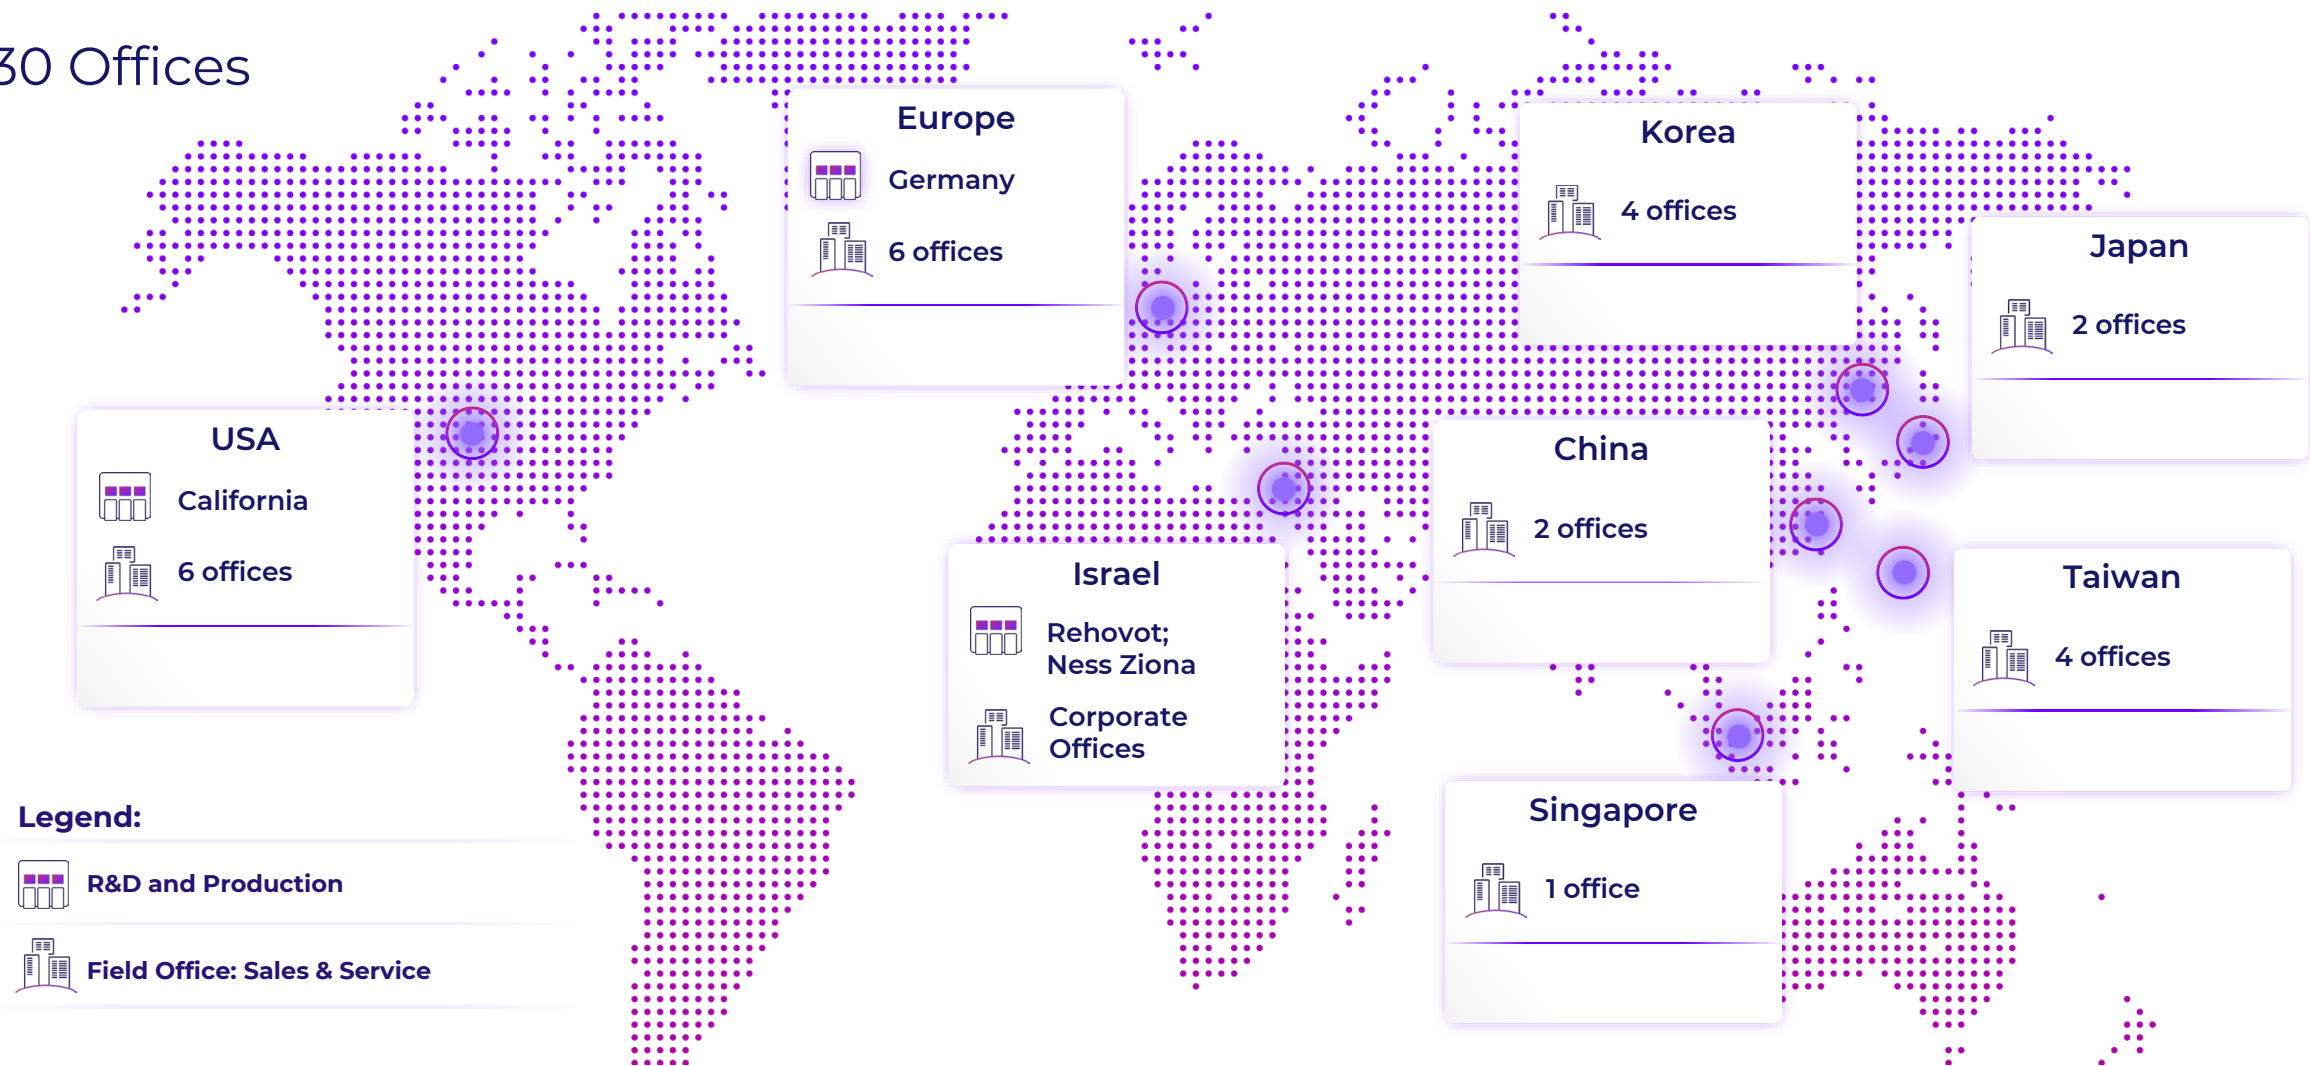 30 Offices
Europe
Germany
6 offices
Korea
4 offices
Japan
2 offices
USA
California
6 offices
China
2 offices
Israel
Rehovot;
Ness Ziona
Corporate
Offices
Taiwan
4 offices
Singapore
1 office
Legend:
R&D and Production
Field Office: Sales & Service